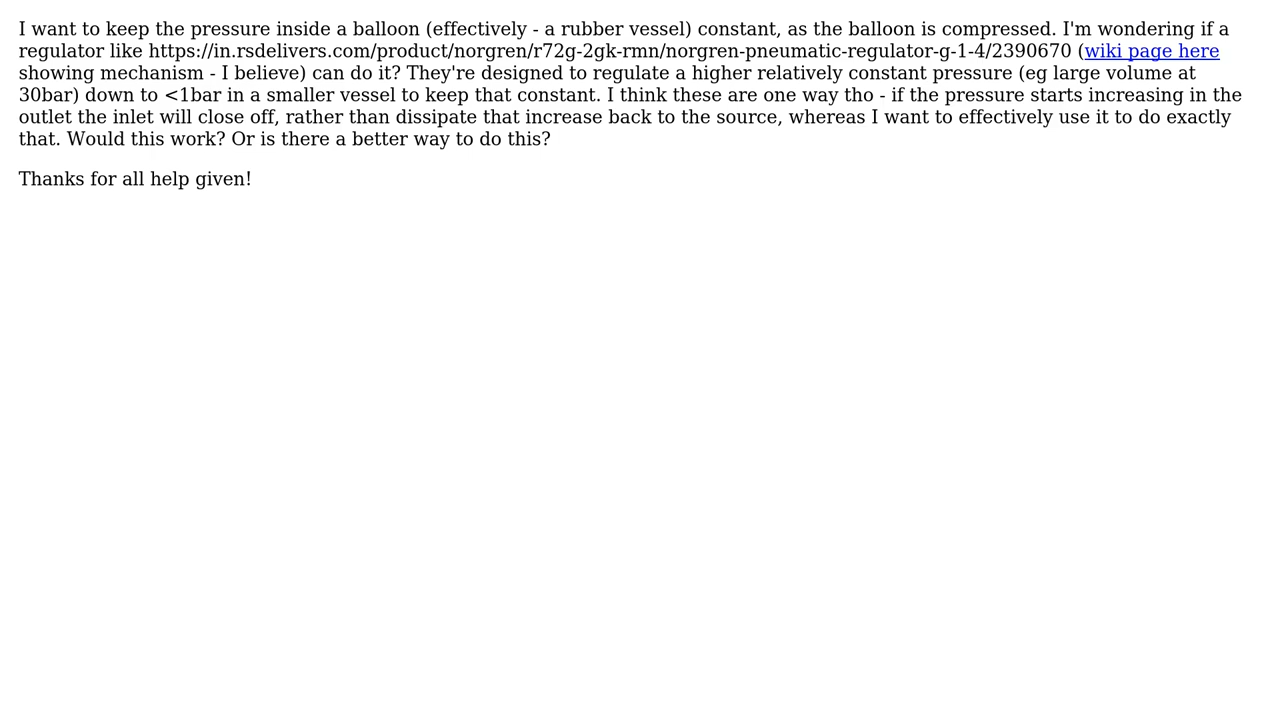 I want to keep the pressure inside a balloon (effectively - a rubber vessel) constant, as the balloon is compressed. I'm wondering if a
regulator like https://in.rsdelivers.com/product/norgren/r72g-2gk-rmn/norgren-pneumatic-regulator-g-1-4/2390670 (wiki page here
showing mechanism - I believe) can do it? They're designed to regulate a higher relatively constant pressure (eg large volume at
30bar) down to <1bar in a smaller vessel to keep that constant. I think these are one way tho - if the pressure starts increasing in the
outlet the inlet will close off, rather than dissipate that increase back to the source, whereas I want to effectively use it to do exactly
that. Would this work? Or is there a better way to do this?
Thanks for all help given!